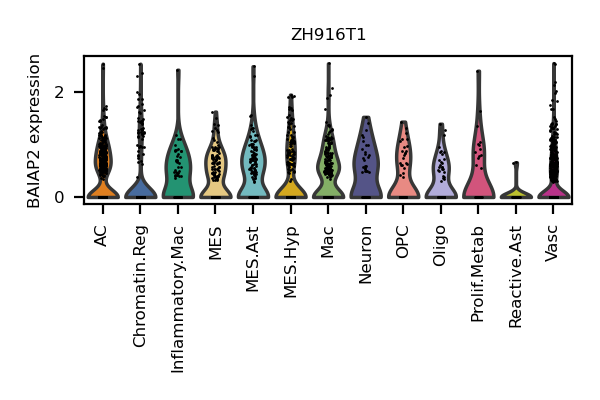 ZH916T1
BAIAP2 expression
2
0
AC
Chromatin.Reg
Inflammatory.Mac
MES
MES.Ast
MES.Hyp
Mac
Neuron
OPC
Oligo
Prolif.Metab
Reactive.Ast
Vasc